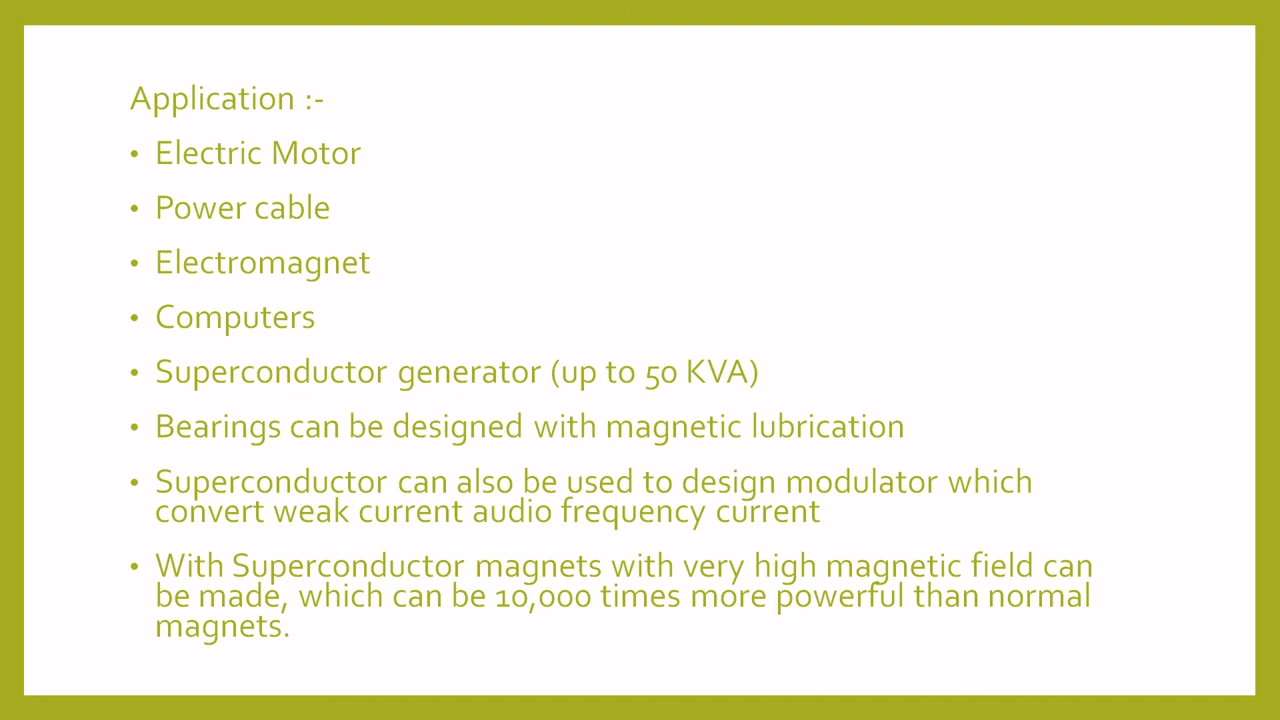 Application :-
• Electric Motor
• Power cable
• Electromagnet
• Computers
• Superconductor generator (up to 50 KVA)
• Bearings can be designed with magnetic lubrication
• Superconductor can also be used to design modulator which
convert weak current audio frequency current
• With Superconductor magnets with very high magnetic field can
be made, which can be 10,000 times more powerful than normal
magnets.